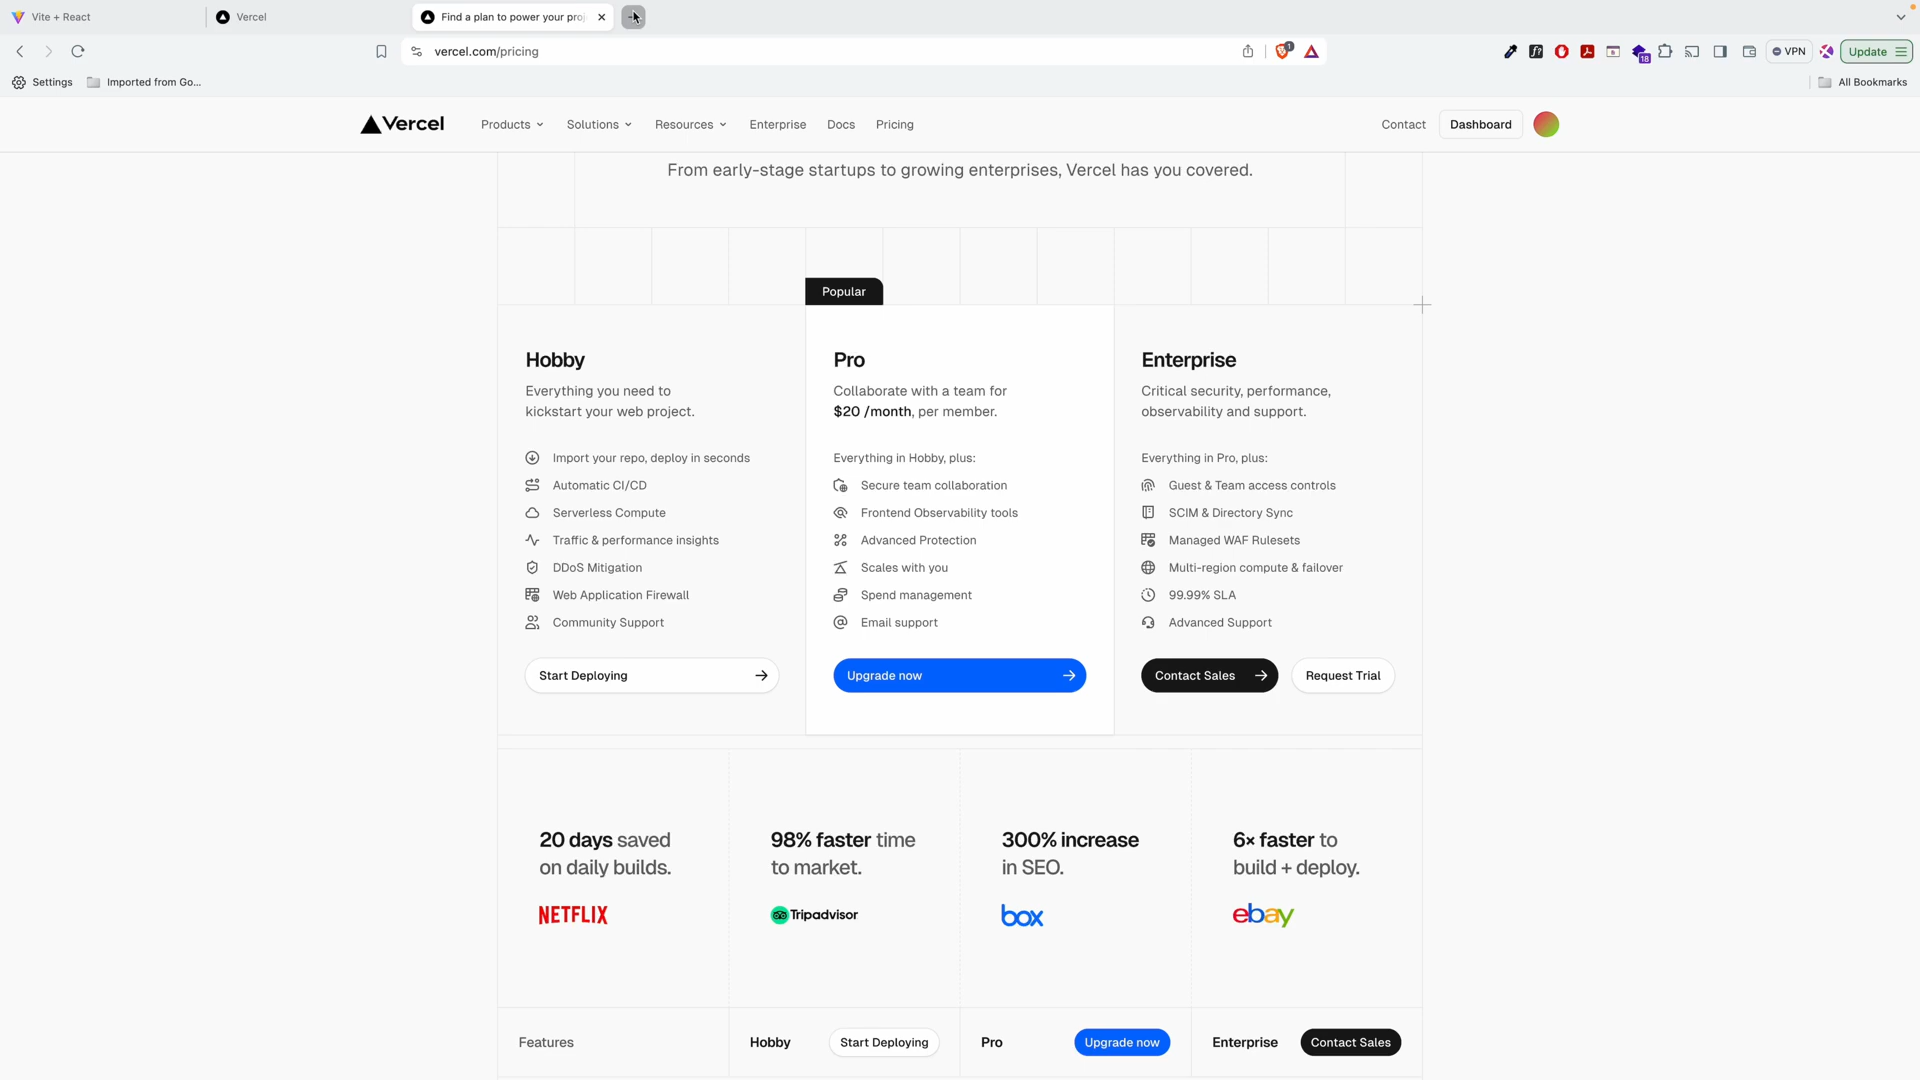 Vite + React
Vercel
Find a plan to power your proj
vercel.com/pricing
1
18
VPN
Update
Settings
Imported from Go...
All Bookmarks
Vercel
Products
Solutions
Resources
Enterprise
Docs
Pricing
Contact
Dashboard
From early-stage startups to growing enterprises, Vercel has you covered.
Popular
Hobby
Everything you need to
kickstart your web project.
Import your repo, deploy in seconds
Automatic CI/CD
Serverless Compute
Traffic & performance insights
DDoS Mitigation
Web Application Firewall
Community Support
Start Deploying
Pro
Collaborate with a team for
$20 /month, per member.
Everything in Hobby, plus:
Secure team collaboration
Frontend Observability tools
Advanced Protection
Scales with you
Spend management
Email support
Upgrade now
Enterprise
Critical security, performance,
observability and support.
Everything in Pro, plus:
Guest & Team access controls
SCIM & Directory Sync
Managed WAF Rulesets
Multi-region compute & failover
99.99% SLA
Advanced Support
Contact Sales
Request Trial
20 days saved
on daily builds.
NETFLIX
98% faster time
to market.
Tripadvisor
300% increase
in SEO.
box
6× faster to
build + deploy.
ebay
Features
Hobby
Start Deploying
Pro
Upgrade now
Enterprise
Contact Sales